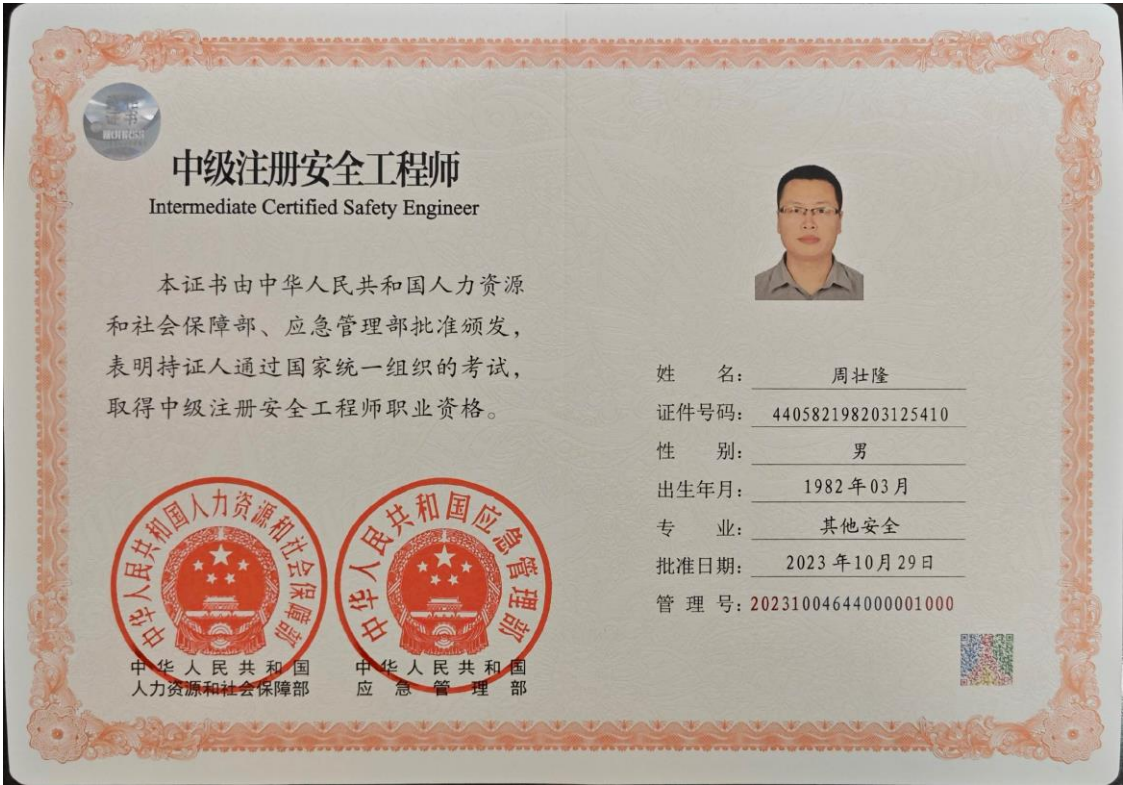 中级注册安全工程师
Intermediate Certified Safety Engineer
本证书由中华人民共和国人力资源
和社会保障部、应急管理部批准颁发，
表明持证人通过国家统一组织的考试，
取得中级注册安全工程师职业资格。
中华人民共和国人力资源和社会保障部
中华人民共和国应急管理部
中华人民共和国
人力资源和社会保障部
中华人民共和国
应急管理部
姓名：周壮隆
证件号码：440582198203125410
性别：男
出生年月：1982年03月
专业：其他安全
批准日期：2023年10月29日
管理号：20231004644000001000